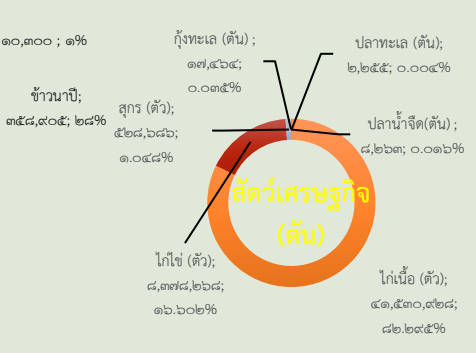 ๑๐,๓๐๐ ; ๑%
ข้าวนาปี;
๓๕๘,๙๐๕; ๒๘%
กุ้งทะเล (ตัน) ;
๑๗,๔๖๔;
๐.๐๓๕%
ปลาทะเล (ตัน);
๒,๒๕๕; ๐.๐๐๔%
สุกร (ตัว);
๕๒๘,๖๘๖;
๑.๐๔๘%
ปลาน้ำจืด(ตัน) ;
๘,๒๖๓; ๐.๐๑๖%
สัตว์เศรษฐกิจ
(ตัน)
ไก่ไข่ (ตัว);
๘,๓๗๘,๒๖๘;
๑๖.๖๐๒%
ไก่เนื้อ (ตัว);
๔๑,๕๓๐,๙๒๘;
๘๒.๒๙๕%